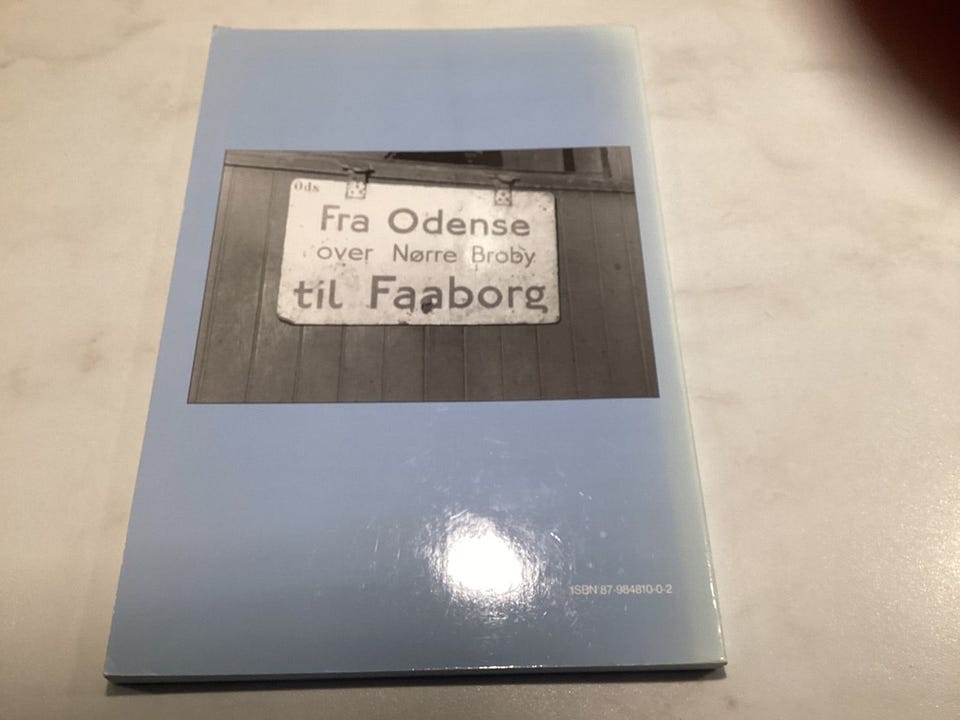 Ods
Fra Odense
over Nørre Broby
til Faaborg
ISBN 87-984810-0-2